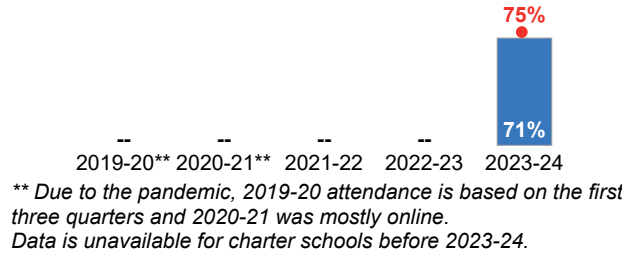 75%
71%
-- -- -- --
2019-20** 2020-21** 2021-22 2022-23 2023-24
** Due to the pandemic, 2019-20 attendance is based on the first
three quarters and 2020-21 was mostly online.
Data is unavailable for charter schools before 2023-24.